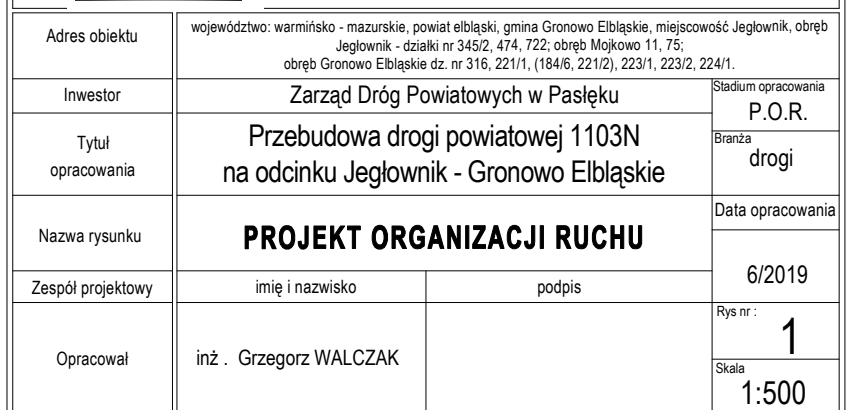 Adres obiektu
województwo: warmińsko - mazurskie, powiat elbląski, gmina Gronowo Elbląskie, miejscowość Jegłownik, obręb
Jegłownik - działki nr 345/2, 474, 722; obręb Mojkowo 11, 75;
obręb Gronowo Elbląskie dz. nr 316, 221/1, (184/6, 221/2), 223/1, 223/2, 224/1.
Inwestor
Zarząd Dróg Powiatowych w Pasłęku
Stadium opracowania
P.O.R.
Tytuł
opracowania
Przebudowa drogi powiatowej 1103N
na odcinku Jegłownik - Gronowo Elbląskie
Branża
drogi
Nazwa rysunku
PROJEKT ORGANIZACJI RUCHU
Data opracowania
6/2019
Zespół projektowy
imię i nazwisko
podpis
Opracował
inż . Grzegorz WALCZAK
Rys nr :
1
Skala
1:500